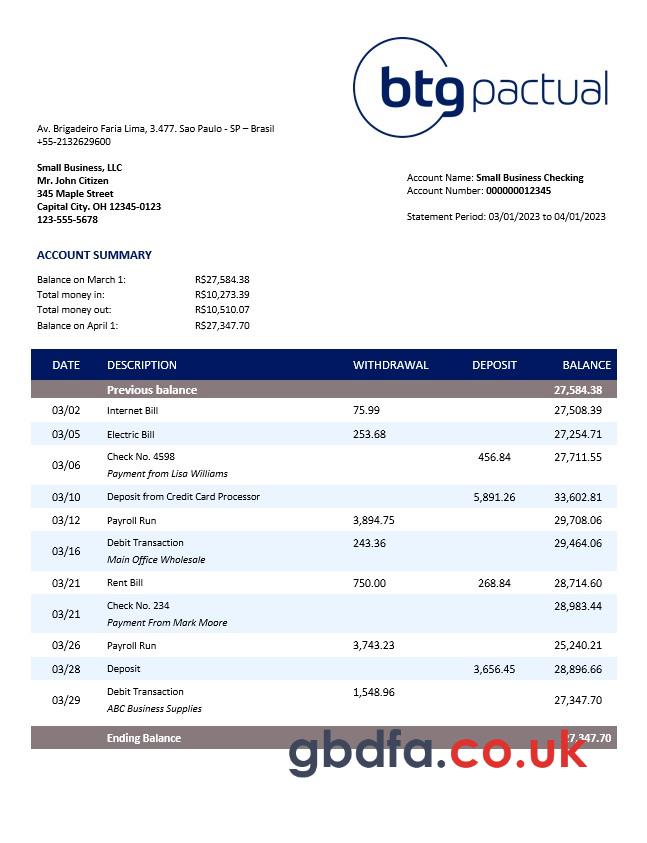 btg pactual
Av. Brigadeiro Faria Lima, 3.477. Sao Paulo - SP – Brasil
+55-2132629600
Small Business, LLC
Mr. John Citizen
345 Maple Street
Capital City. OH 12345-0123
123-555-5678
Account Name: Small Business Checking
Account Number: 000000012345
Statement Period: 03/01/2023 to 04/01/2023
ACCOUNT SUMMARY
Balance on March 1: R$27,584.38
Total money in: R$10,273.39
Total money out: R$10,510.07
Balance on April 1: R$27,347.70
DATE DESCRIPTION WITHDRAWAL DEPOSIT BALANCE
Previous balance 27,584.38
03/02 Internet Bill 75.99 27,508.39
03/05 Electric Bill 253.68 27,254.71
03/06 Check No. 4598 456.84 27,711.55
Payment from Lisa Williams
03/10 Deposit from Credit Card Processor 5,891.26 33,602.81
03/12 Payroll Run 3,894.75 29,708.06
03/16 Debit Transaction 243.36 29,464.06
Main Office Wholesale
03/21 Rent Bill 750.00 268.84 28,714.60
03/21 Check No. 234 28,983.44
Payment From Mark Moore
03/26 Payroll Run 3,743.23 25,240.21
03/28 Deposit 3,656.45 28,896.66
03/29 Debit Transaction 1,548.96 27,347.70
ABC Business Supplies
Ending Balance 27,347.70
gbdfa.co.uk